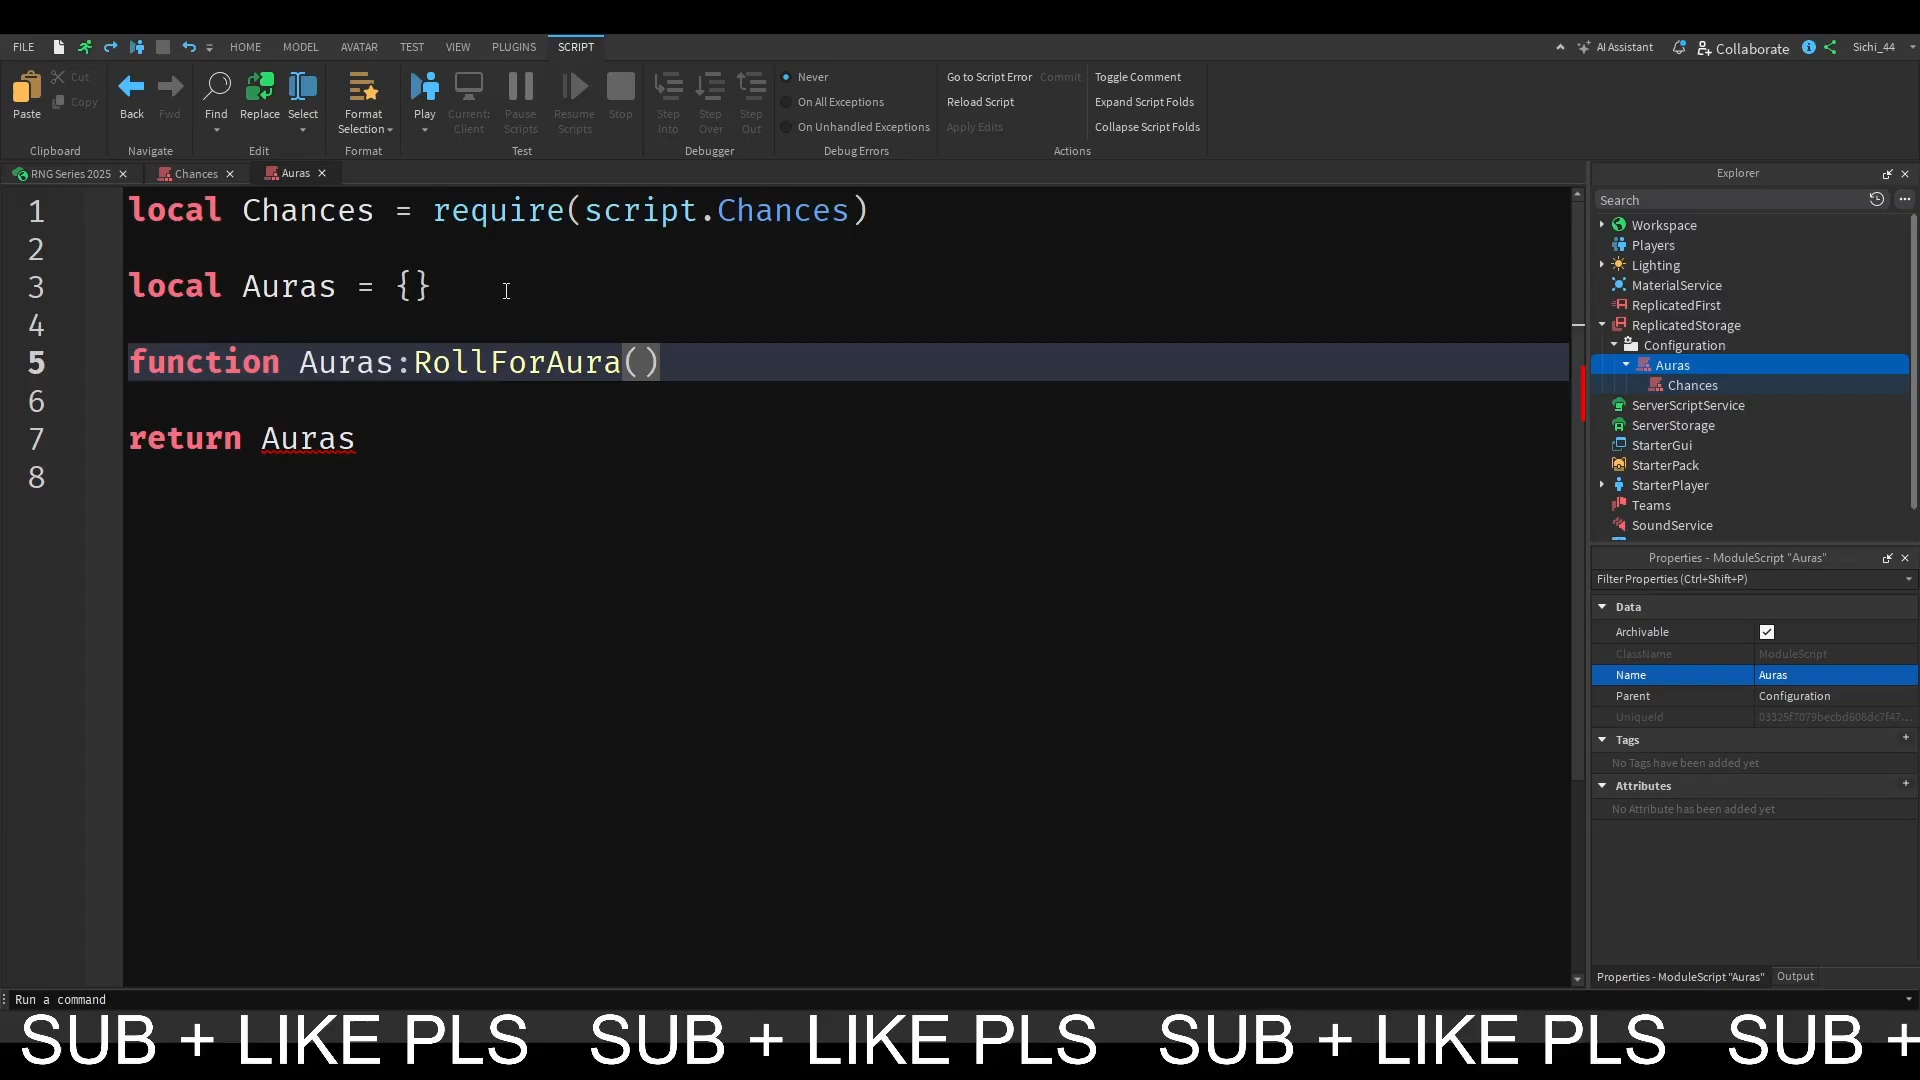 FILE HOME MODEL AVATAR TEST VIEW PLUGINS SCRIPT AI Assistant Collaborate Sichi_44
Paste Cut Copy Back Fwd Find Replace Select Format Selection Play Current: Client Pause Scripts Resume Scripts Stop Step Into Step Over Step Out Never On All Exceptions On Unhandled Exceptions Go to Script Error Commit Reload Script Apply Edits Toggle Comment Expand Script Folds Collapse Script Folds
Clipboard Navigate Edit Format Test Debugger Debug Errors Actions
RNG Series 2025 Chances Auras
1 local Chances = require(script.Chances)
2
3 local Auras = {}
4
5 function Auras:RollForAura()
6
7 return Auras
8
Explorer
Search
Workspace
Players
Lighting
MaterialService
ReplicatedFirst
ReplicatedStorage
Configuration
Auras
Chances
ServerScriptService
ServerStorage
StarterGui
StarterPack
StarterPlayer
Teams
SoundService
Properties - ModuleScript "Auras"
Filter Properties (Ctrl+Shift+P)
Data
Archivable
ClassName ModuleScript
Name Auras
Parent Configuration
UniqueId
Tags +
No Tags have been added yet
Attributes +
No Attribute has been added yet
Properties - ModuleScript "Auras" Output
Run a command
SUB + LIKE PLS SUB + LIKE PLS SUB + LIKE PLS SUB +